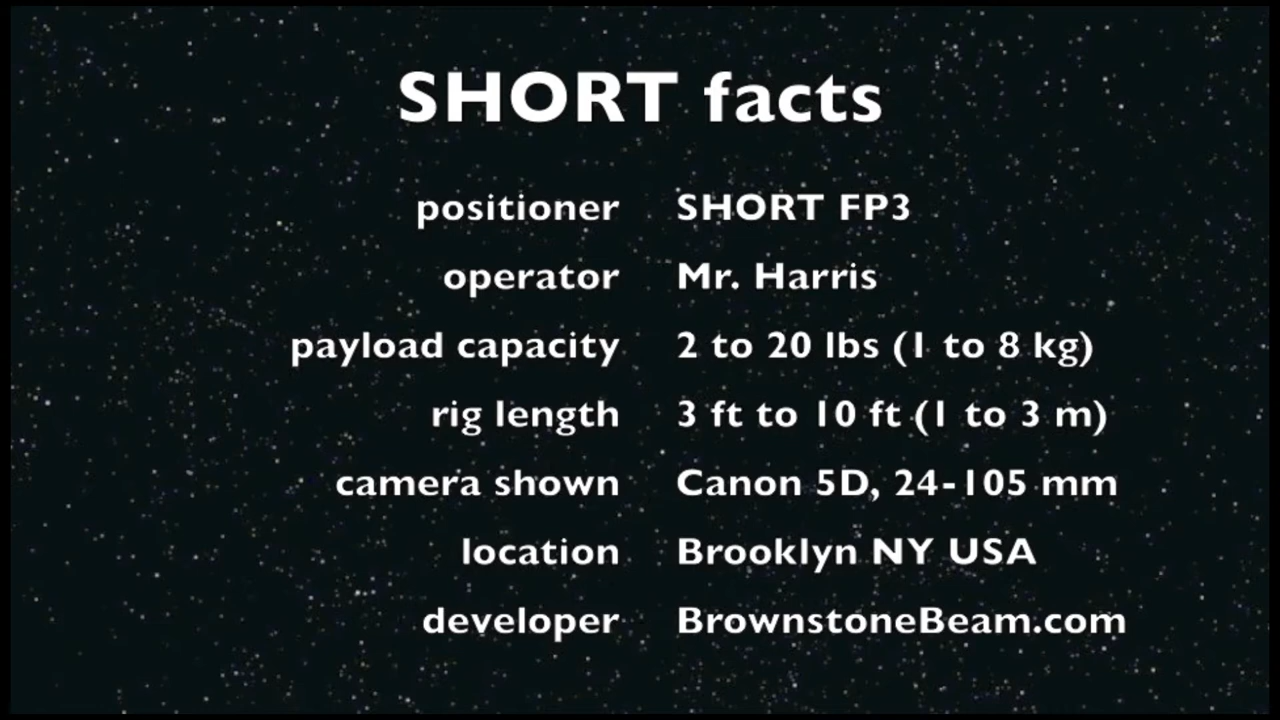 SHORT facts
positioner SHORT FP3
operator Mr. Harris
payload capacity 2 to 20 lbs (1 to 8 kg)
rig length 3 ft to 10 ft (1 to 3 m)
camera shown Canon 5D, 24-105 mm
location Brooklyn NY USA
developer BrownstoneBeam.com